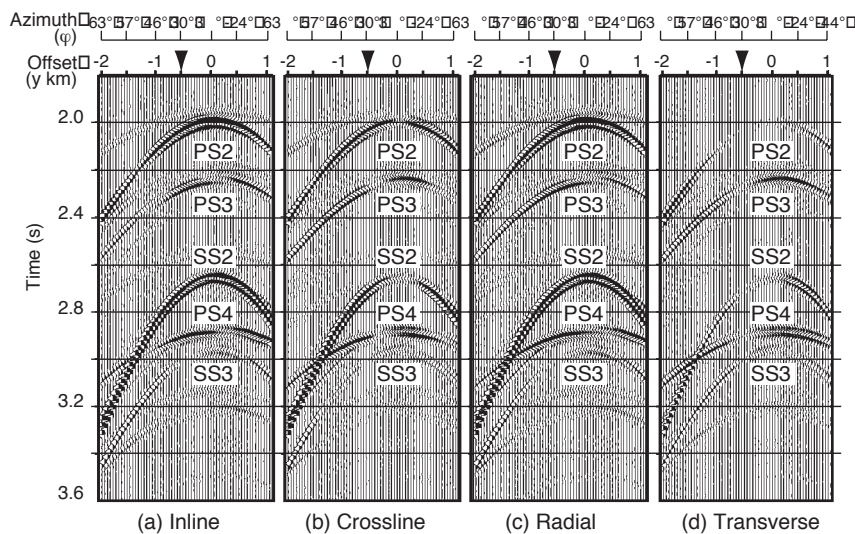 Azimuth
(φ)
Offset
(y km)
-2 -1 0 1 -2 -1 0 1 -2 -1 0 1 -2 -1 0 1
2.0
2.4
2.8
3.2
3.6
Time (s)
PS2 PS2 PS2 PS2
PS3 PS3 PS3 PS3
SS2 SS2 SS2 SS2
PS4 PS4 PS4 PS4
SS3 SS3 SS3 SS3
(a) Inline (b) Crossline (c) Radial (d) Transverse